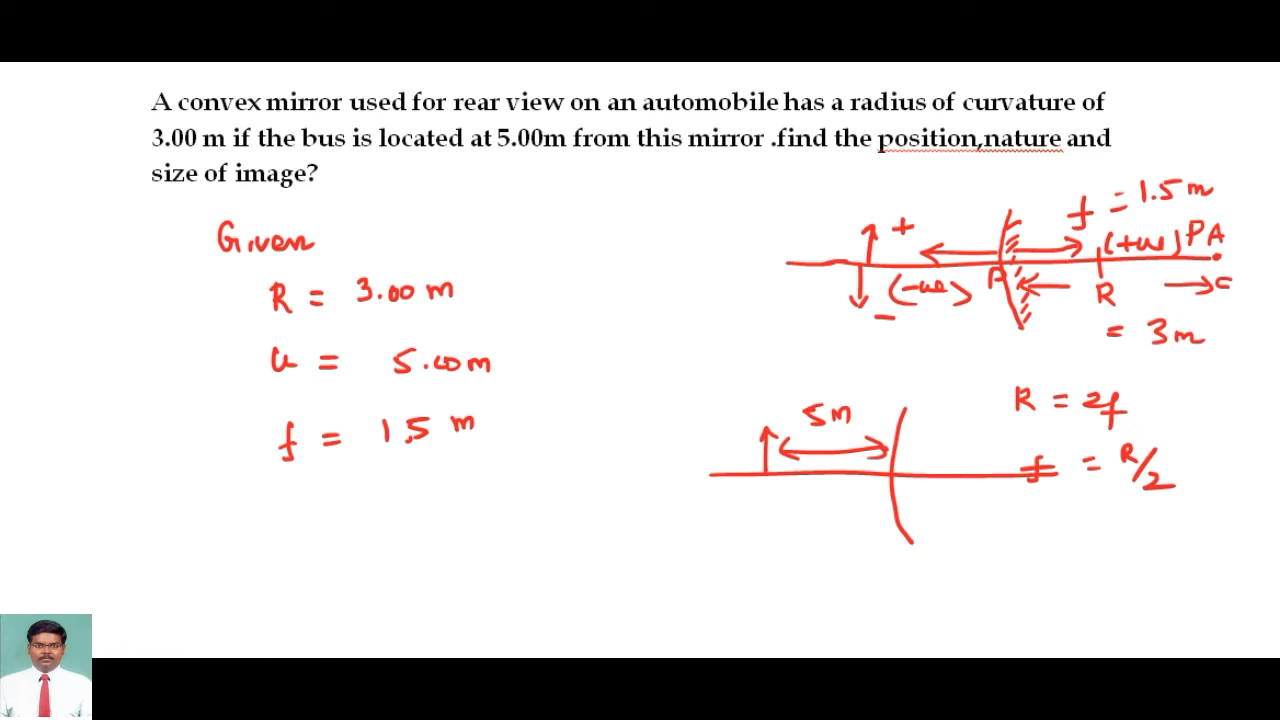 A convex mirror used for rear view on an automobile has a radius of curvature of
3.00 m if the bus is located at 5.00m from this mirror .find the position,nature and
size of image?
Given
R = 3.00 m
u = 5.00m
f = 1.5 m
f = 1.5 m
+
(+ve) PA
(-ve) P
R
-
= 3m
5m
R = 2f
f = R/2